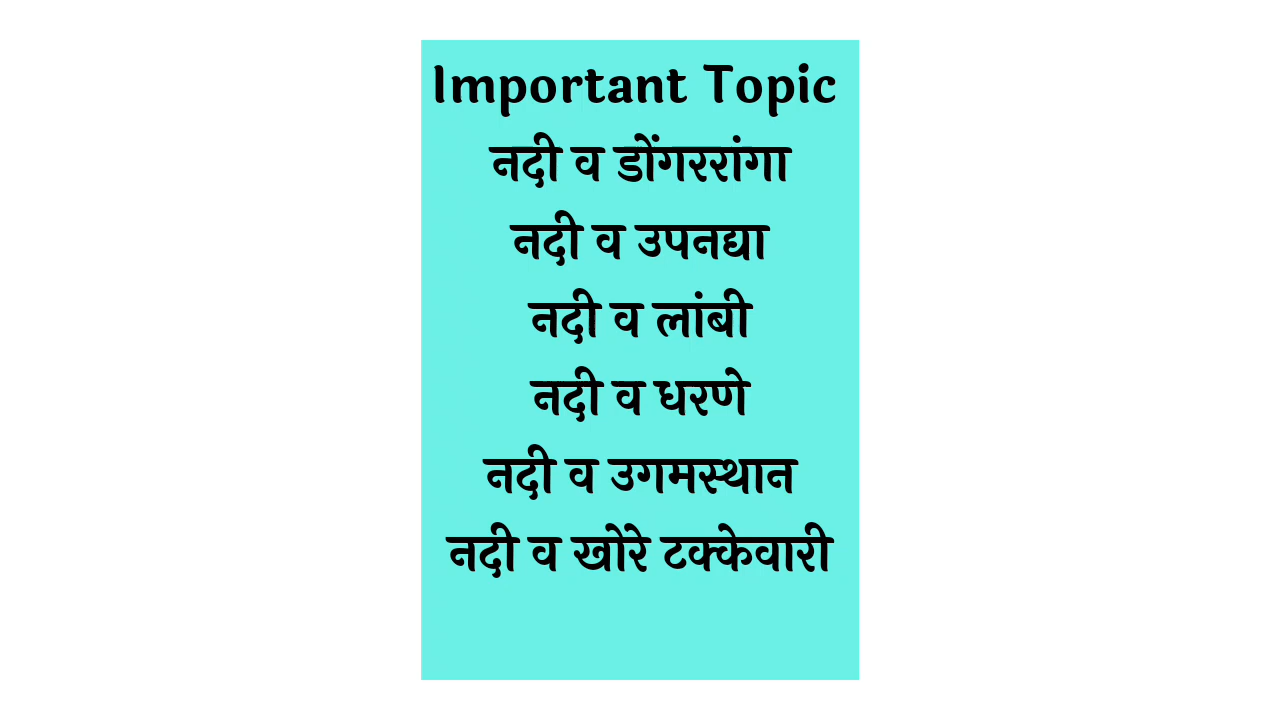 Important Topic
नदी व डोंगररांगा
नदी व उपनद्या
नदी व लांबी
नदी व धरणे
नदी व उगमस्थान
नदी व खोरे टक्केवारी